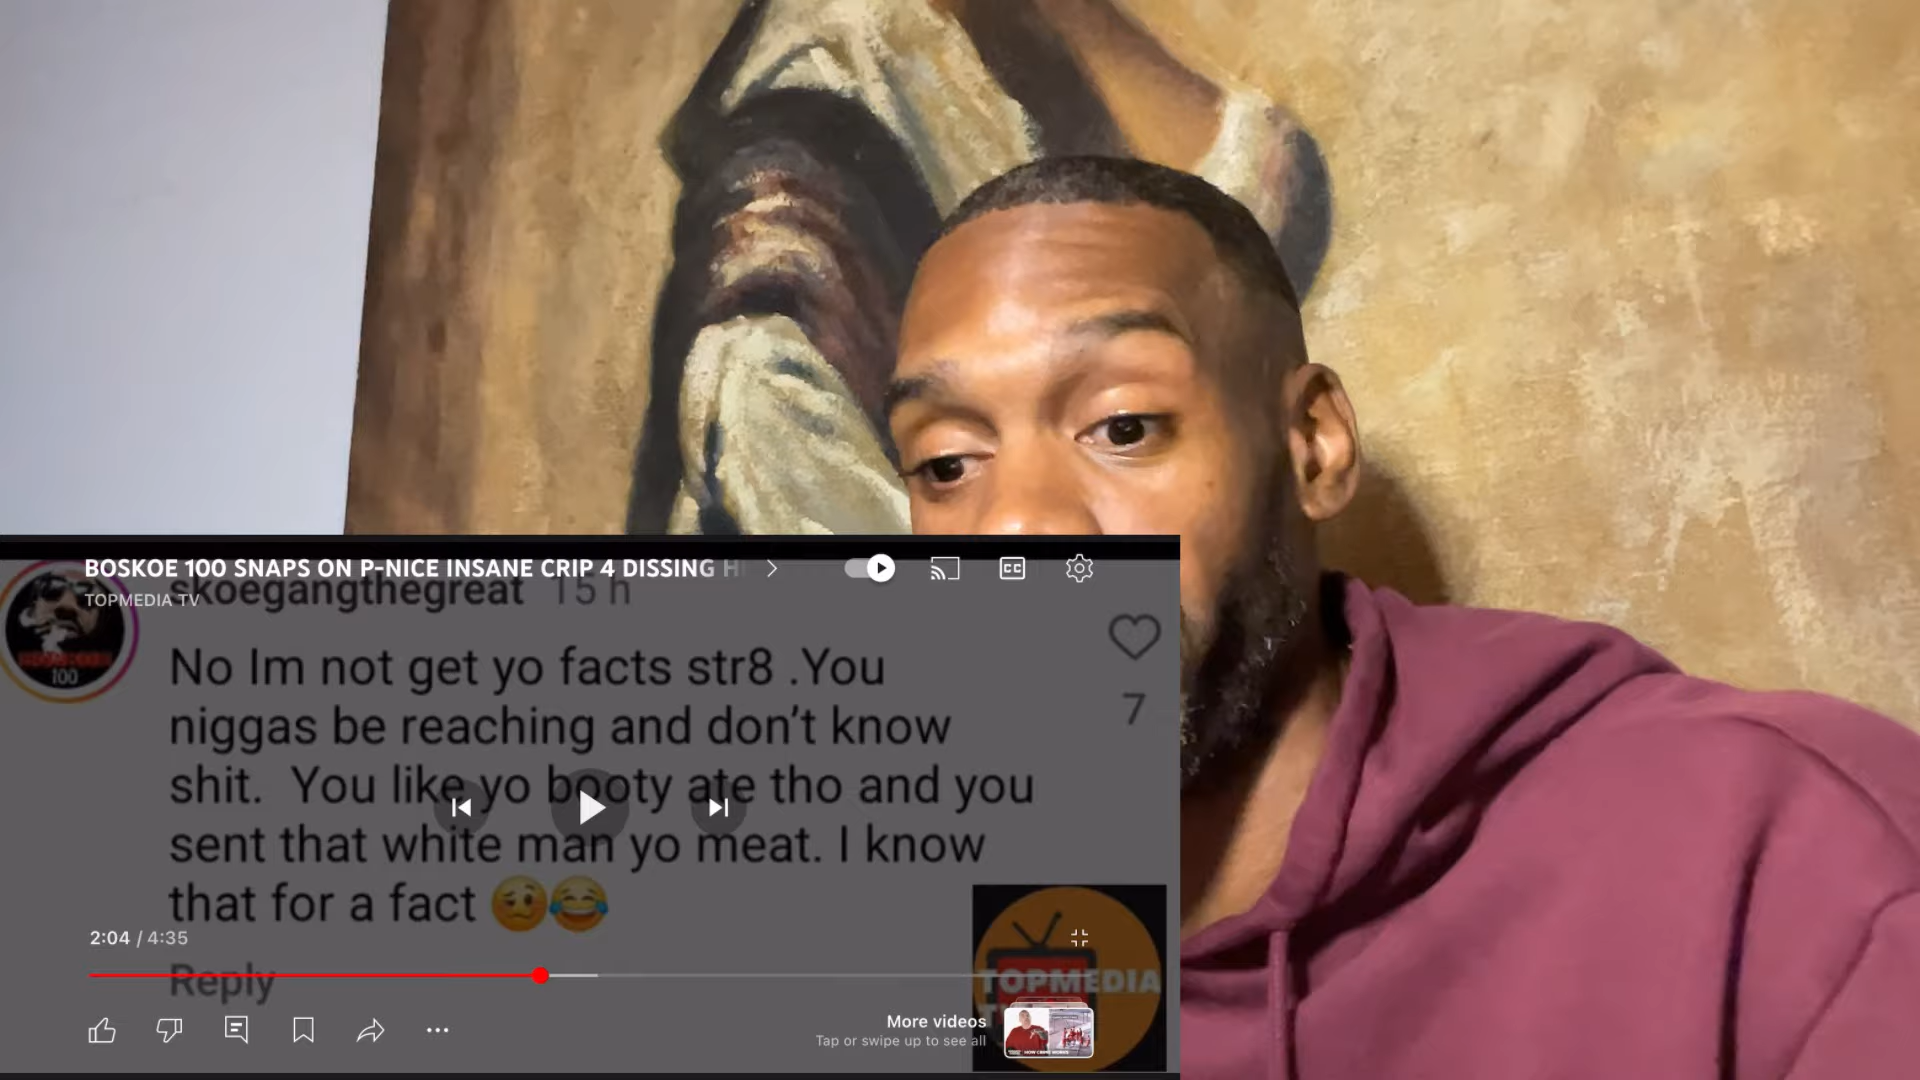 BOSKOE 100 SNAPS ON P-NICE INSANE CRIP 4 DISSING H
TOPMEDIA TV
skoegangthegreat 15 h
100
No Im not get yo facts str8 .You
niggas be reaching and don't know
shit. You like yo booty ate tho and you
sent that white man yo meat. I know
that for a fact 🥴😂
7
CC
2:04 / 4:35
Reply
TOPMEDIA
More videos
Tap or swipe up to see all